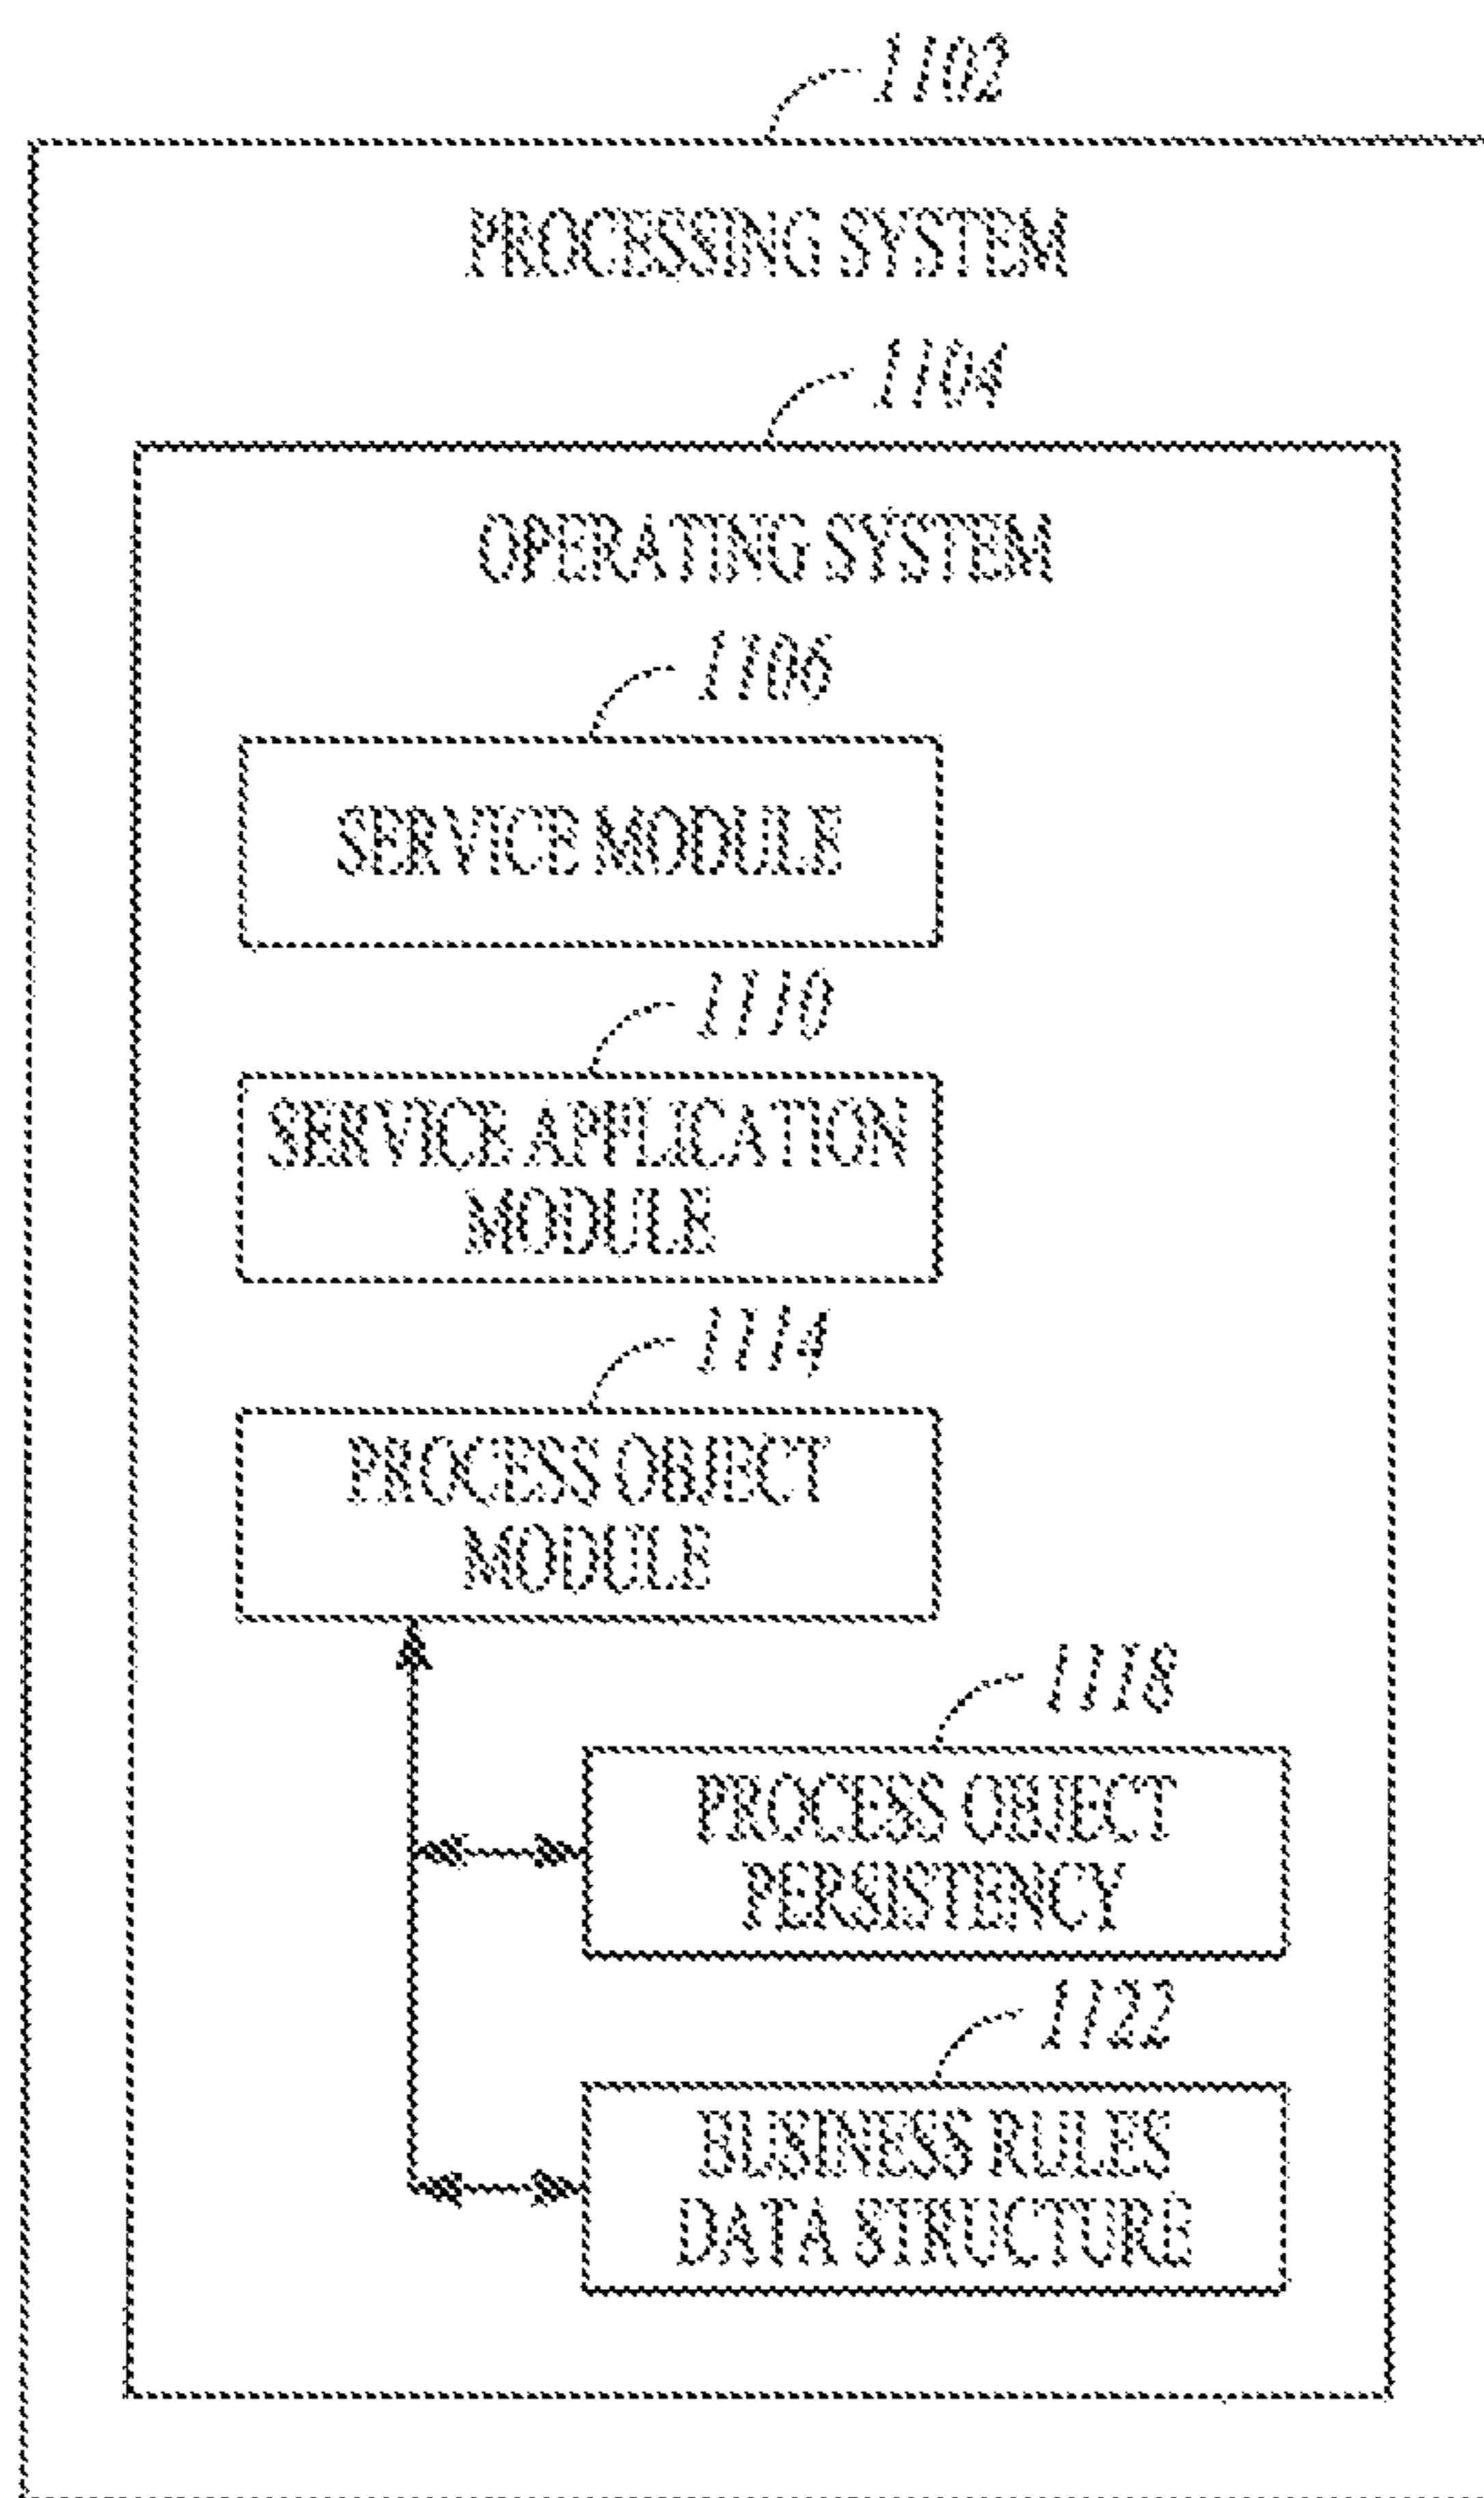 1102
PROCESSING SYSTEM
1104
OPERATING SYSTEM
1106
SERVICE MODULE
1110
SERVICE APPLICATION
MODULE
1114
PROCESS OBJECT
MODULE
1118
PROCESS OBJECT
PERSISTENCY
1122
BUSINESS RULES
DATA STRUCTURE